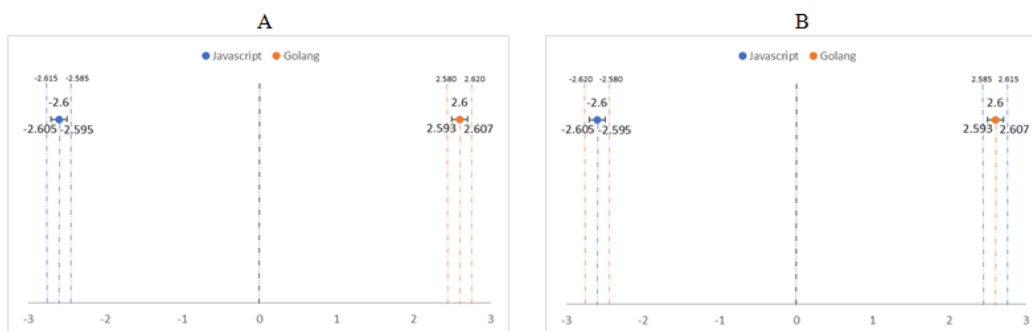 A
Javascript Golang
-2.615 -2.585 2.580 2.620
-2.6 2.6
-2.605 -2.595 2.593 2.607
-3 -2 -1 0 1 2 3
B
Javascript Golang
-2.620 -2.580 2.585 2.615
-2.6 2.6
-2.605 -2.595 2.593 2.607
-3 -2 -1 0 1 2 3